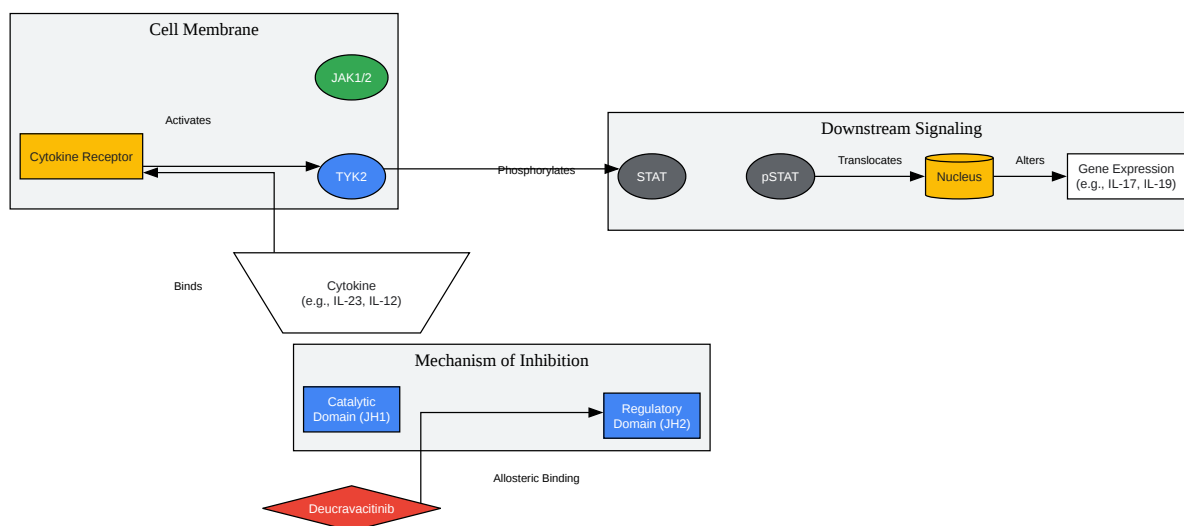 Cell Membrane
JAK1/2
Activates
Cytokine Receptor
TYK2
Phosphorylates
Downstream Signaling
STAT
pSTAT
Translocates
Nucleus
Alters
Gene Expression
(e.g., IL-17, IL-19)
Binds
Cytokine
(e.g., IL-23, IL-12)
Mechanism of Inhibition
Catalytic
Domain (JH1)
Regulatory
Domain (JH2)
Allosteric Binding
Deucravacitinib